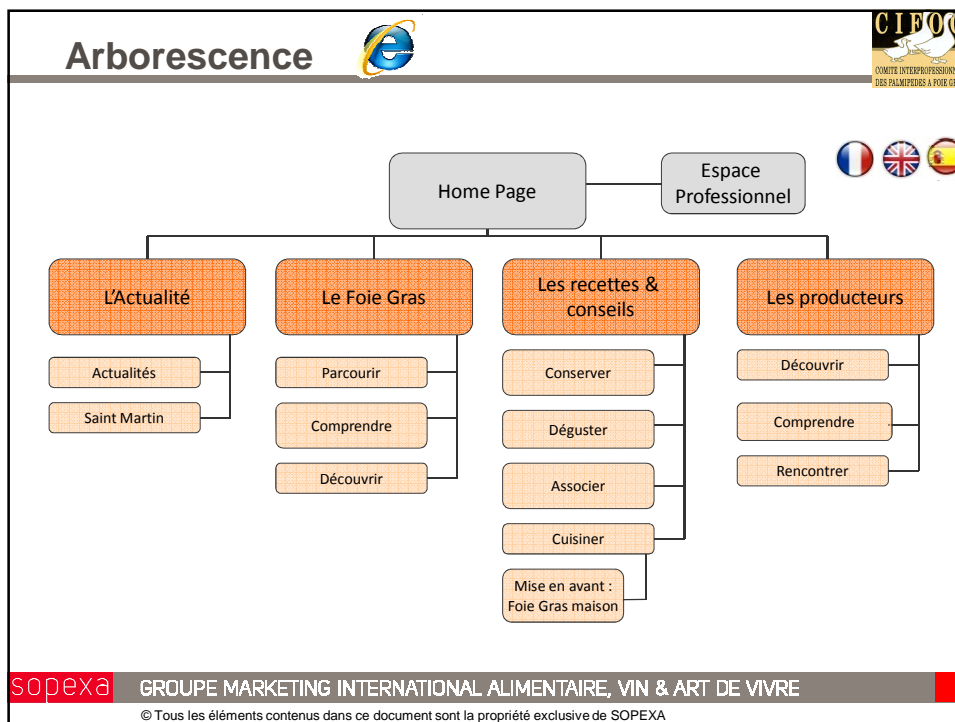 Arborescence
CIFOG
COMITE INTERPROFESSIONN
DES PALMIPEDES A FOIE GR
Home Page
Espace
Professionnel
L'Actualité
Le Foie Gras
Les recettes &
conseils
Les producteurs
Actualités
Saint Martin
Parcourir
Comprendre
Découvrir
Conserver
Déguster
Associer
Cuisiner
Mise en avant :
Foie Gras maison
Découvrir
Comprendre
Rencontrer
sopexa
GROUPE MARKETING INTERNATIONAL ALIMENTAIRE, VIN & ART DE VIVRE
© Tous les éléments contenus dans ce document sont la propriété exclusive de SOPEXA